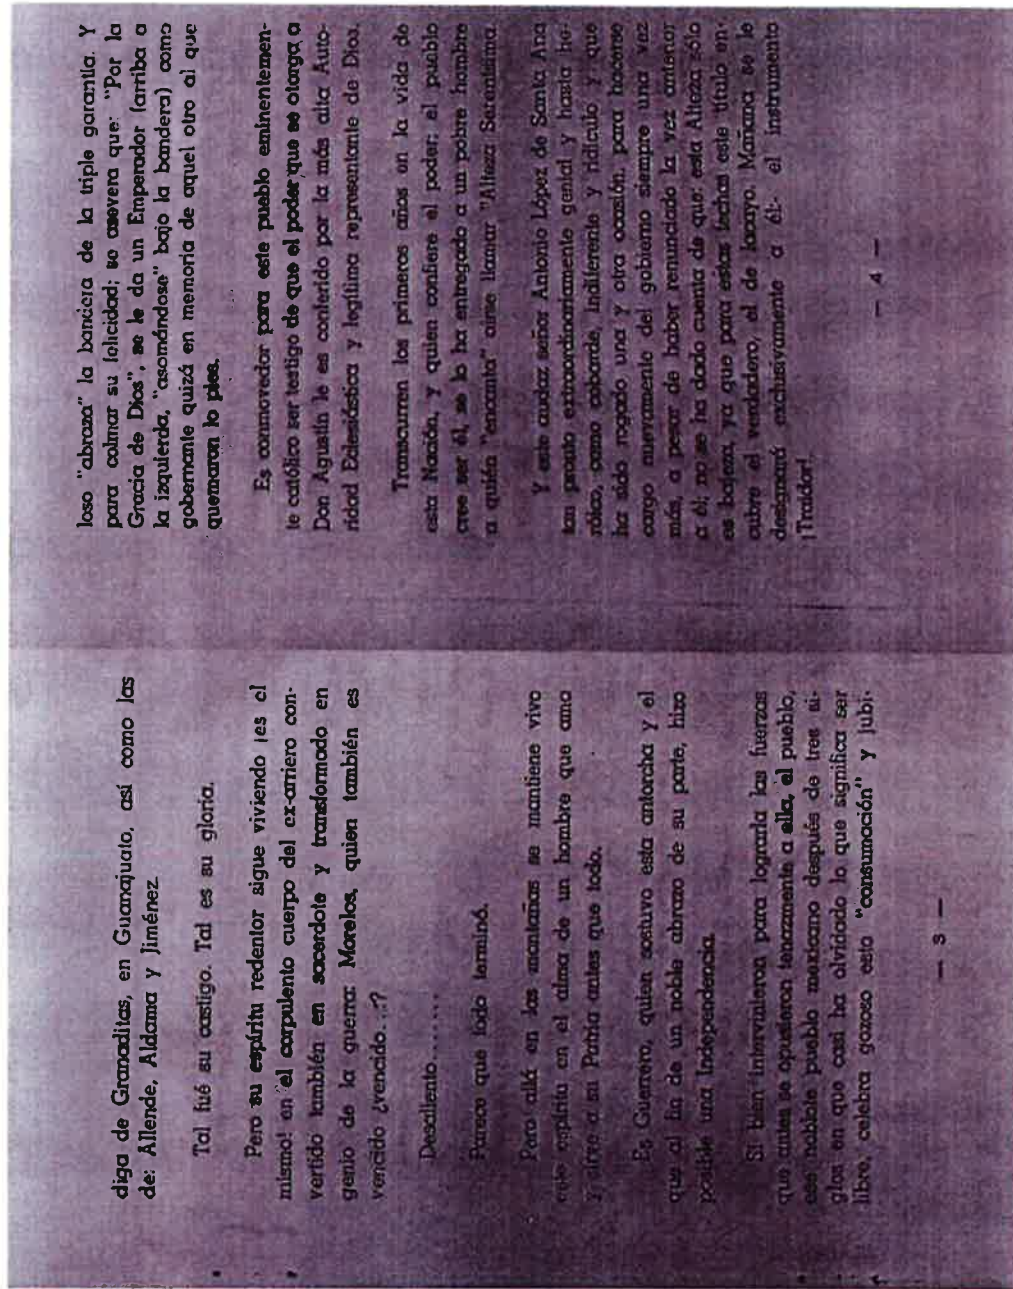 diga de Granaditas, en Guanajuato, así como las
de: Allende, Aldama y Jiménez.
Tal fué su castigo. Tal es su gloria.
Pero su espíritu redentor sigue viviendo ¡es el
mismo! en el corpulento cuerpo del ex-arriero con-
vertido también en sacerdote y transformado en
genio de la guerra: Morelos, quien también es
vencido ¿vencido...?
Desaliento.......
Parece que todo terminó.
Pero allá en las montañas se mantiene vivo
este espíritu en el alma de un hombre que ama
y sirve a su Patria antes que todo.
Es Guerrero, quien sostuvo esta antorcha y el
que al fin de un noble abrazo de su parte, hizo
posible una Independencia.
Si bien intervinieron para lograrla las fuerzas
que antes se opusieron tenazmente a ella, el pueblo,
ese noble pueblo mexicano después de tres si-
glos en que casi ha olvidado lo que significa ser
libre, celebra gozoso esta "consumación" y jubi-
— 3 —
loso "abraza" la bandera de la triple garantía. Y
para colmar su felicidad; se asevera que: "Por la
Gracia de Dios", se le da un Emperador (arriba a
la izquierda, "asomándose" bajo la bandera) como
gobernante quizá en memoria de aquel otro al que
quemaron lo pies.
Es conmovedor para este pueblo eminentemen-
te católico ser testigo de que el poder que se otorga a
Don Agustín le es conferido por la más alta Auto-
ridad Eclesiástica y legítima representante de Dios.
Transcurren los primeros años en la vida de
esta Nación, y quien confiere el poder; el pueblo
cree ser él, se lo ha entregado a un pobre hombre
a quién "encanta" oirse llamar "Alteza Serenísima.
Y este audaz señor Antonio López de Santa Ana
tan pronto extraordinariamente genial y hasta he-
róico, como cobarde, indiferente y ridículo y que
ha sido rogado una y otra ocasión, para hacerse
cargo nuevamente del gobierno siempre una vez
más, a pesar de haber renunciado la vez anterior
a él; no se ha dado cuenta de que: esta Alteza sólo
es bajeza, ya que para estas fechas este título en-
cubre el verdadero, el de lacayo. Mañana se le
designará exclusivamente a él:- el instrumento
¡Traidor!.
— 4 —